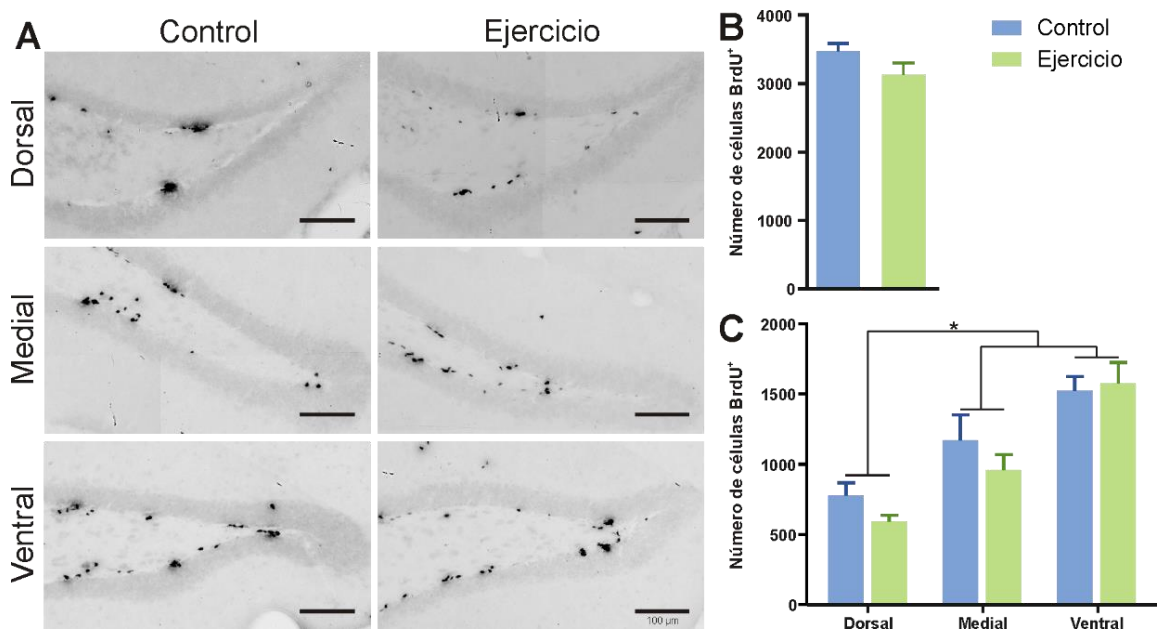 A
Control
Ejercicio
Dorsal
Medial
Ventral
100 µm
B
Número de células BrdU⁺
4000
3000
2000
1000
0
Control
Ejercicio
C
Número de células BrdU⁺
2000
1500
1000
500
0
*
Dorsal
Medial
Ventral